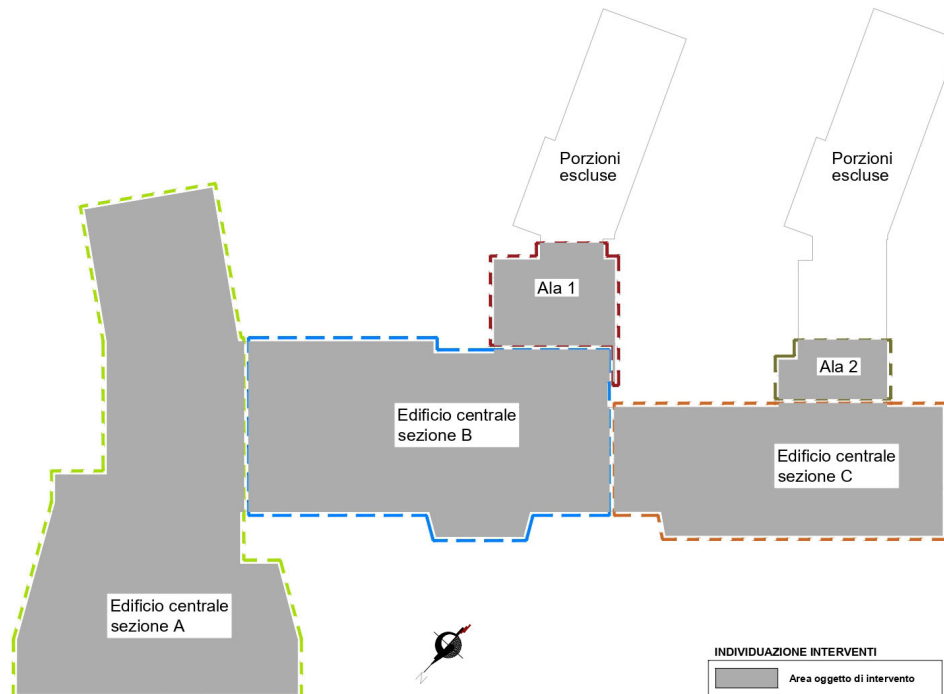 Porzioni
escluse
Porzioni
escluse
Ala 1
Ala 2
Edificio centrale
sezione B
Edificio centrale
sezione C
Edificio centrale
sezione A
N
INDIVIDUAZIONE INTERVENTI
Area oggetto di intervento